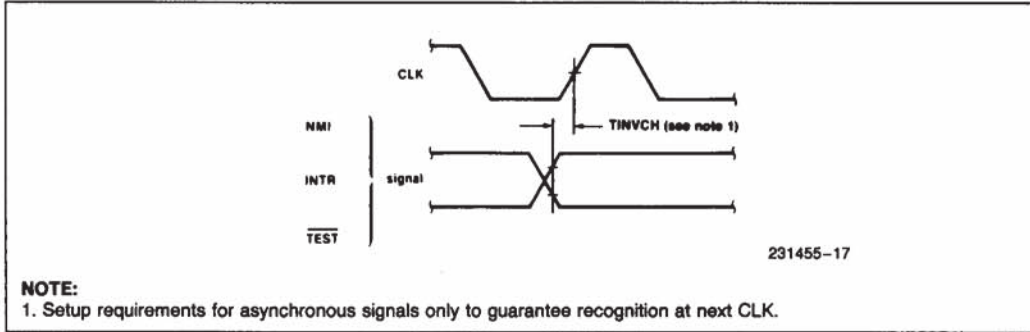 CLK
NMI
TINVCH (see note 1)
INTR
signal
TEST
231455-17
NOTE:
1. Setup requirements for asynchronous signals only to guarantee recognition at next CLK.